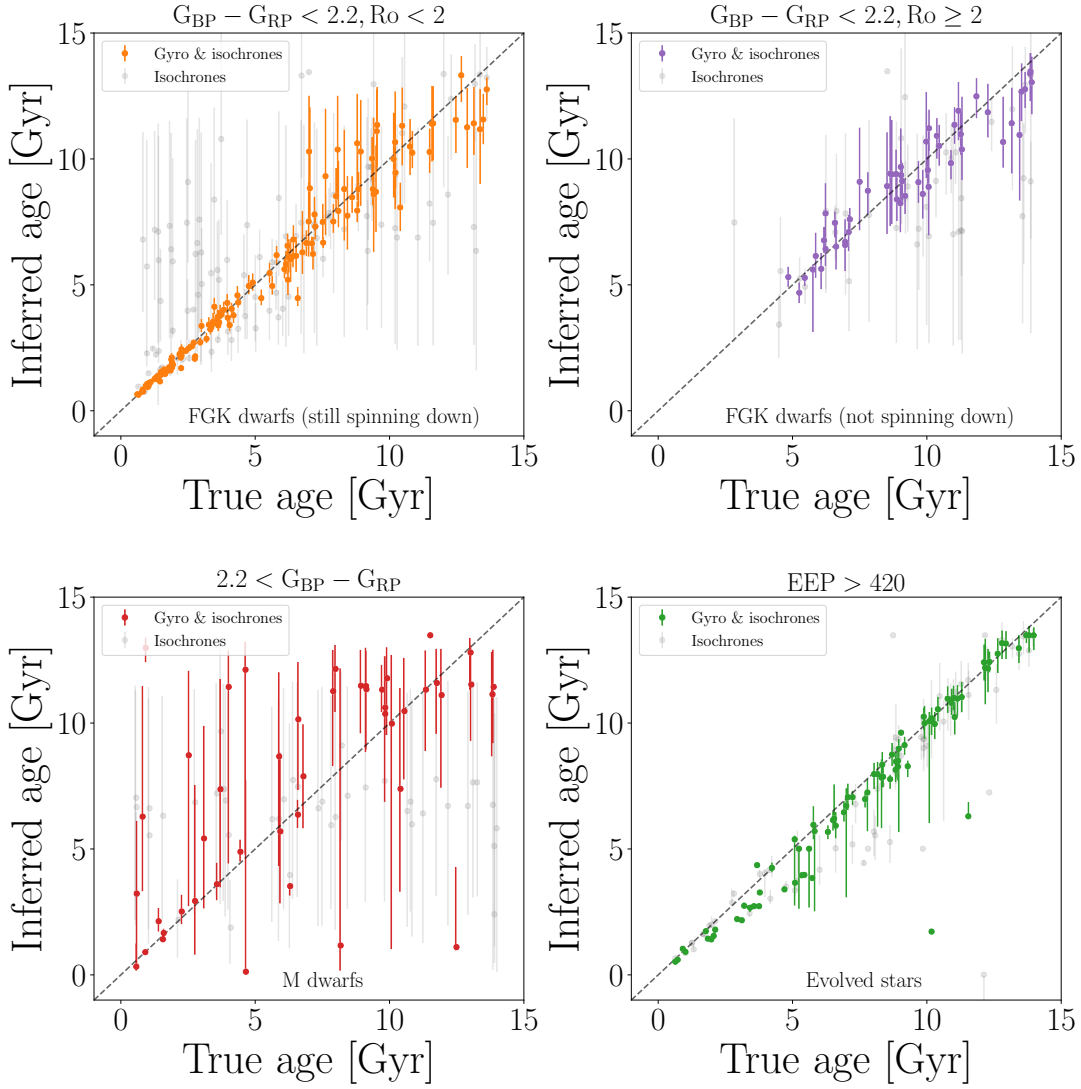 G_BP − G_RP < 2.2, Ro < 2
15
10
5
0
Inferred age [Gyr]
Gyro & isochrones
Isochrones
FGK dwarfs (still spinning down)
0 5 10 15
True age [Gyr]
G_BP − G_RP < 2.2, Ro ≥ 2
15
10
5
0
Inferred age [Gyr]
Gyro & isochrones
Isochrones
FGK dwarfs (not spinning down)
0 5 10 15
True age [Gyr]
2.2 < G_BP − G_RP
15
10
5
0
Inferred age [Gyr]
Gyro & isochrones
Isochrones
M dwarfs
0 5 10 15
True age [Gyr]
EEP > 420
15
10
5
0
Inferred age [Gyr]
Gyro & isochrones
Isochrones
Evolved stars
0 5 10 15
True age [Gyr]